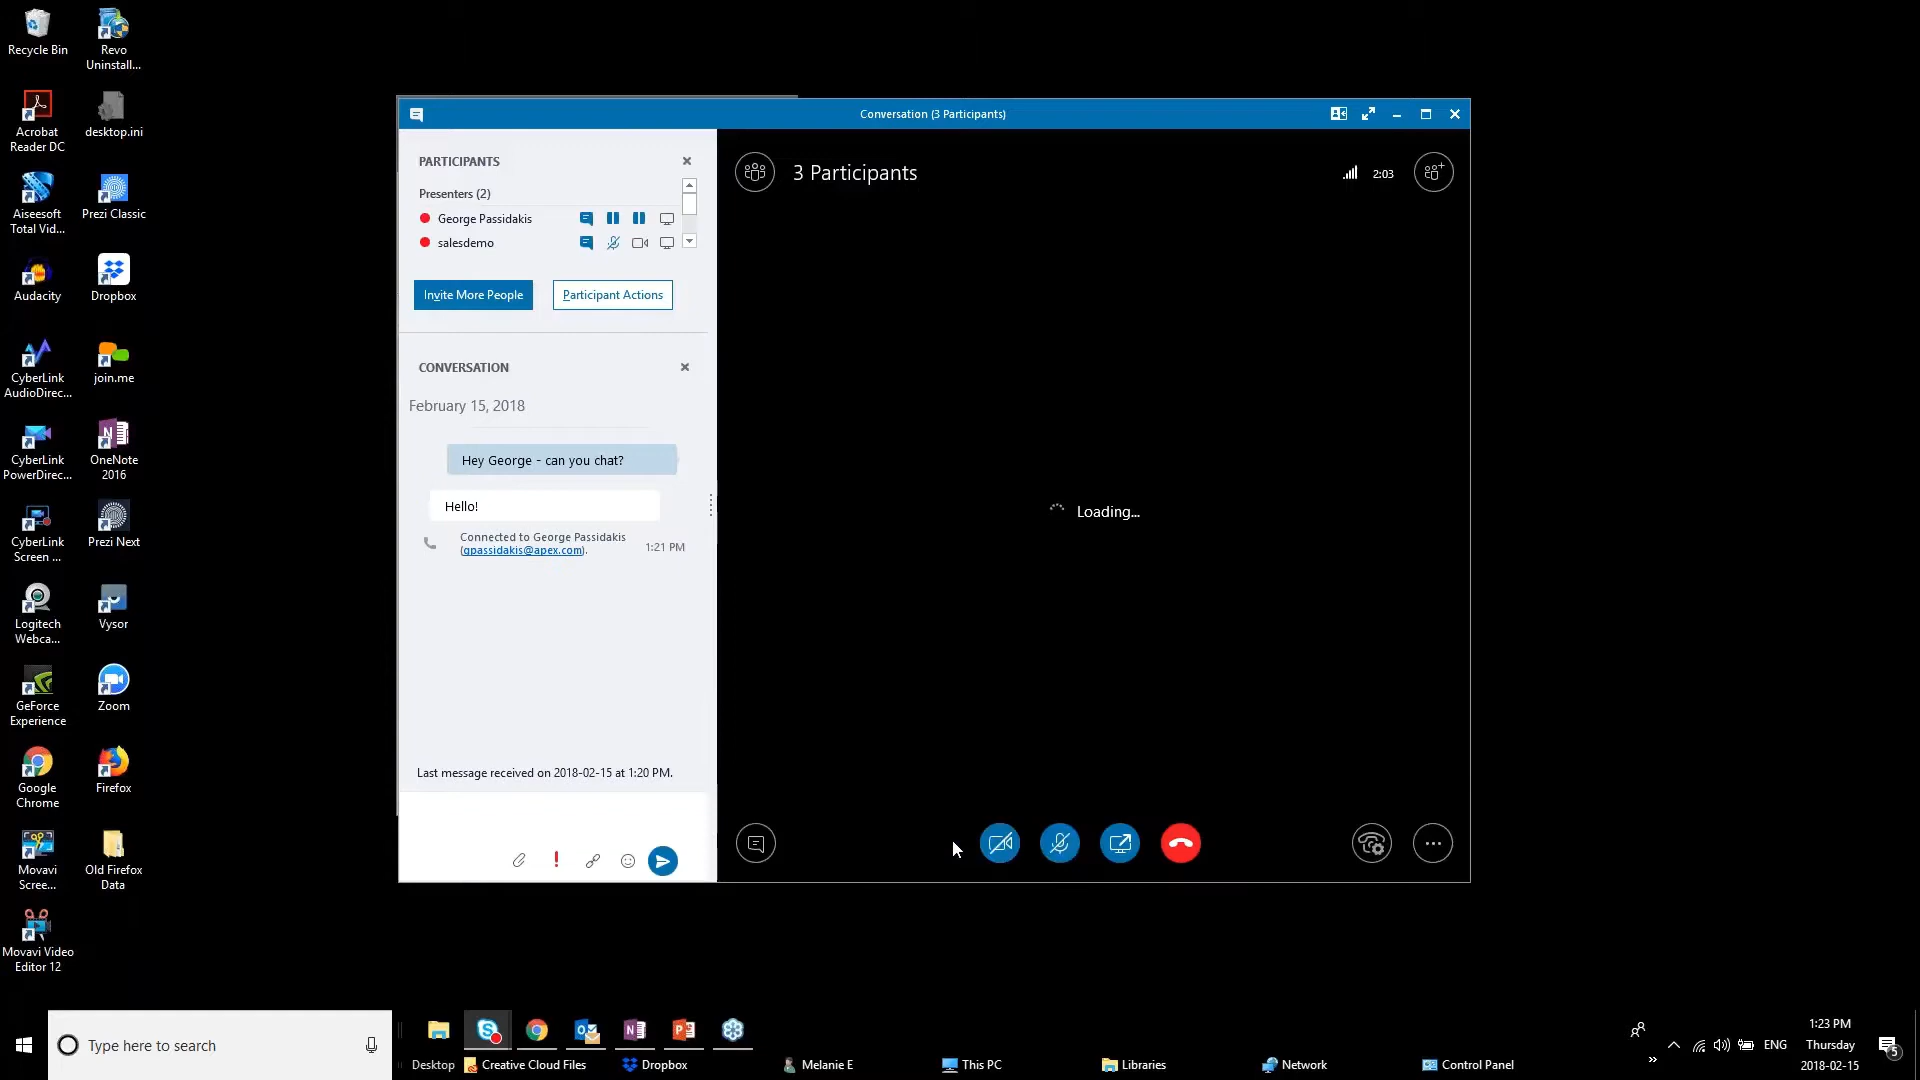 Recycle Bin
Revo
Uninstall...
Acrobat
Reader DC
desktop.ini
Aiseesoft
Total Vid...
Prezi Classic
Audacity
Dropbox
CyberLink
AudioDirec...
join.me
CyberLink
PowerDirec...
OneNote
2016
CyberLink
Screen ...
Prezi Next
Logitech
Webca...
Vysor
GeForce
Experience
Zoom
Google
Chrome
Firefox
Movavi
Scree...
Old Firefox
Data
Movavi Video
Editor 12
Conversation (3 Participants)
PARTICIPANTS
Presenters (2)
George Passidakis
salesdemo
Invite More People
Participant Actions
CONVERSATION
February 15, 2018
Hey George - can you chat?
Hello!
Connected to George Passidakis
(gpassidakis@apex.com).
1:21 PM
Last message received on 2018-02-15 at 1:20 PM.
3 Participants
2:03
Loading...
Type here to search
Desktop
Creative Cloud Files
Dropbox
Melanie E
This PC
Libraries
Network
Control Panel
ENG
1:23 PM
Thursday
2018-02-15
5